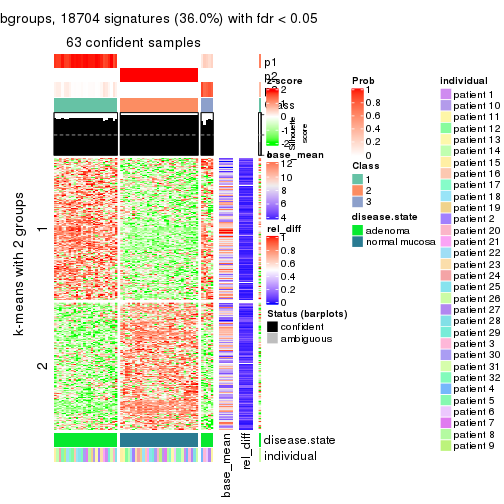 bgroups, 18704 signatures (36.0%) with fdr < 0.05
63 confident samples
p1
p2
Class
Silhouette
score
k-means with 2 groups
1
2
z-score
2
1
0
-1
-2
base_mean
12
10
8
6
4
rel_diff
1
0.8
0.6
0.4
0.2
0
Status (barplots)
confident
ambiguous
Prob
1
0.8
0.6
0.4
0.2
0
Class
1
2
3
disease.state
adenoma
normal mucosa
individual
patient 1
patient 10
patient 11
patient 12
patient 13
patient 14
patient 15
patient 16
patient 17
patient 18
patient 19
patient 2
patient 20
patient 21
patient 22
patient 23
patient 24
patient 25
patient 26
patient 27
patient 28
patient 29
patient 3
patient 30
patient 31
patient 32
patient 4
patient 5
patient 6
patient 7
patient 8
patient 9
disease.state
individual
base_mean
rel_diff